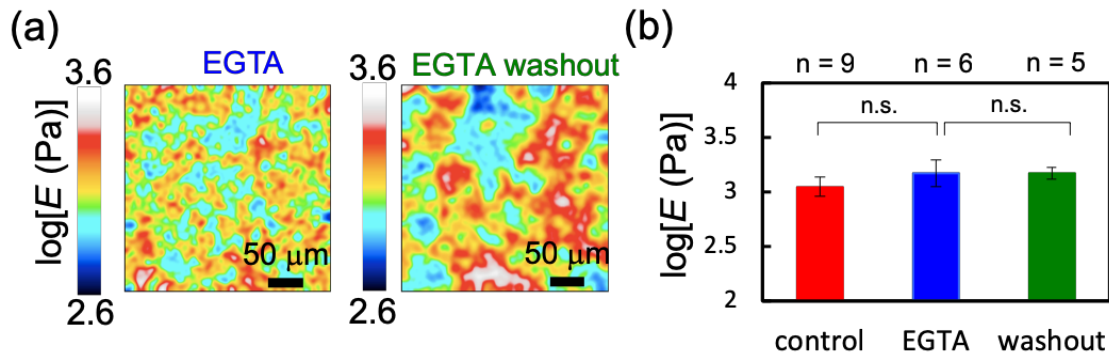 (a)
EGTA
EGTA washout
3.6
3.6
log[E (Pa)]
50 μm
50 μm
2.6
2.6
(b)
n = 9
n = 6
n = 5
4
n.s.
n.s.
3.5
3
2.5
2
log[E (Pa)]
control
EGTA
washout